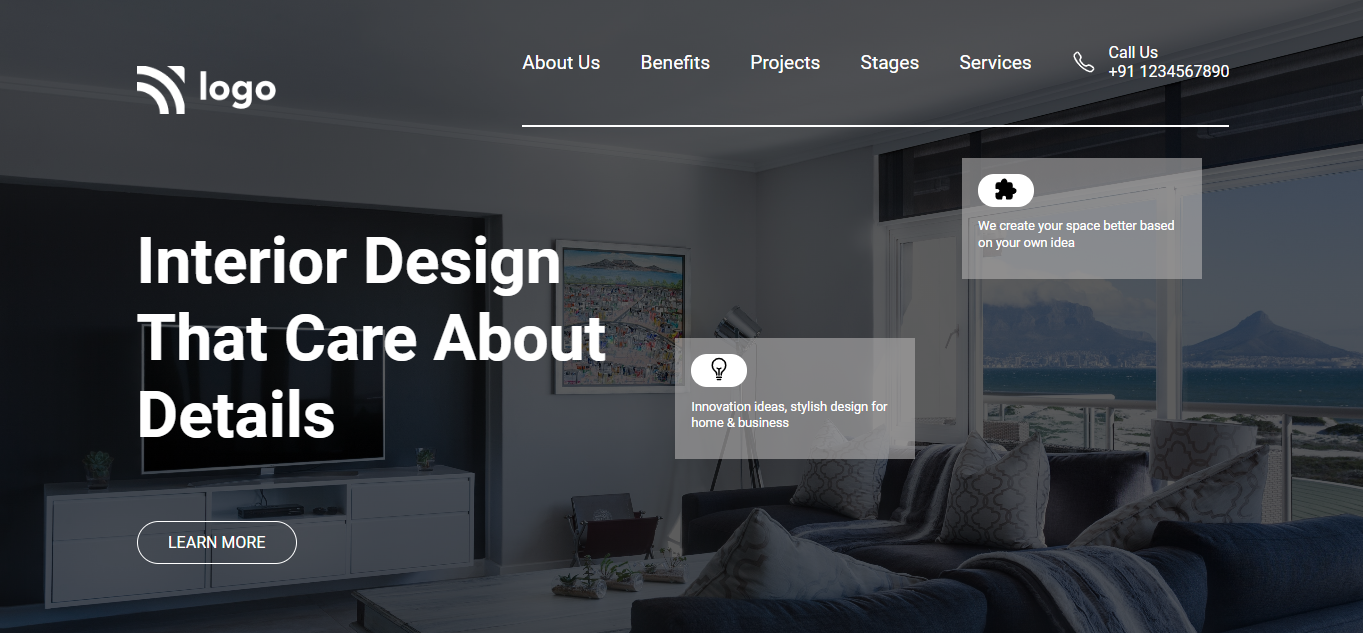 logo
About Us
Benefits
Projects
Stages
Services
Call Us
+91 1234567890
Interior Design
That Care About
Details
We create your space better based
on your own idea
Innovation ideas, stylish design for
home & business
LEARN MORE